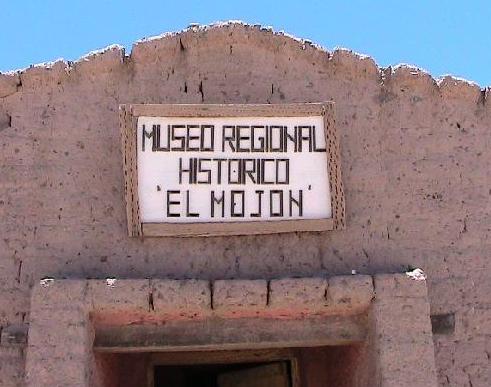 MUSEO REGIONAL
HISTORICO
'EL MOJON'